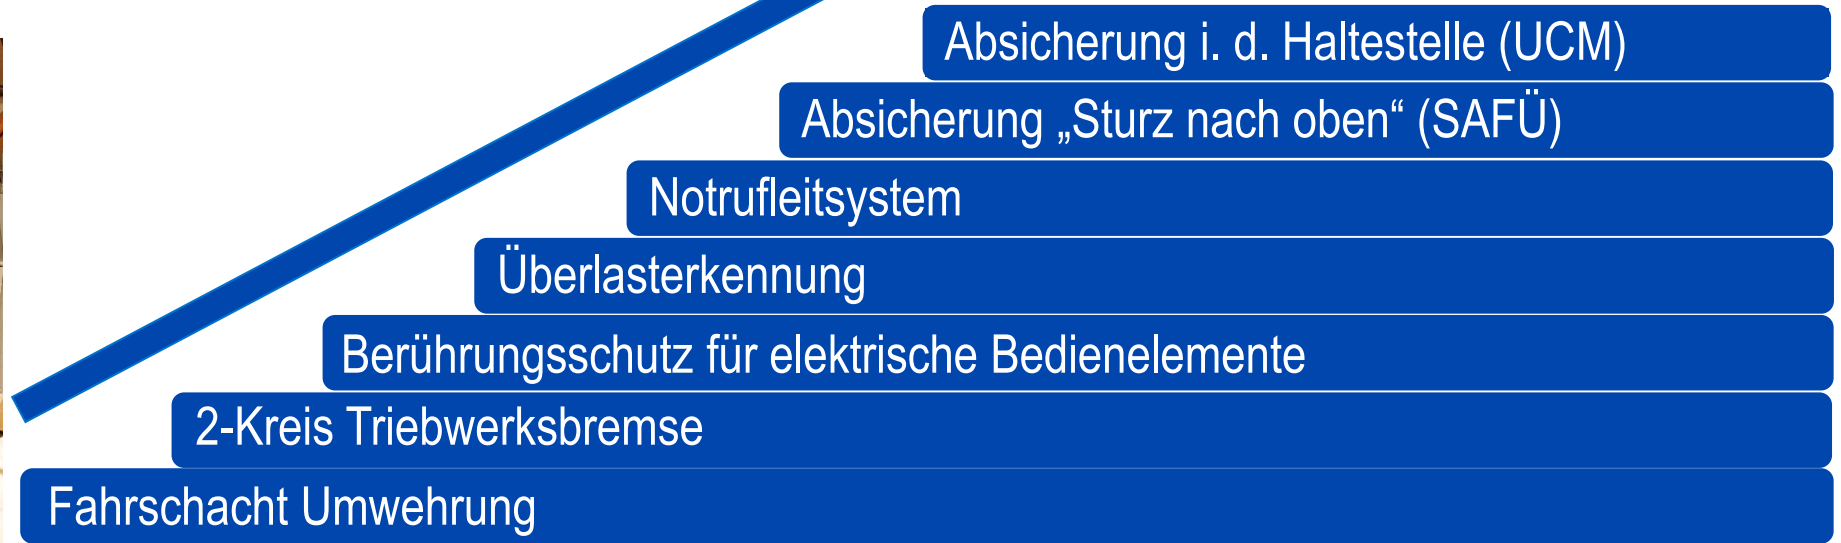 Absicherung i. d. Haltestelle (UCM)
Absicherung „Sturz nach oben“ (SAFÜ)
Notrufleitsystem
Überlasterkennung
Berührungsschutz für elektrische Bedienelemente
2-Kreis Triebwerksbremse
Fahrschacht Umwehrung